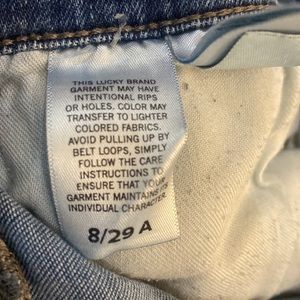 THIS LUCKY BRAND
GARMENT MAY HAVE
INTENTIONAL RIPS
OR HOLES. COLOR MAY
TRANSFER TO LIGHTER
COLORED FABRICS.
AVOID PULLING UP BY
BELT LOOPS, SIMPLY
FOLLOW THE CARE
INSTRUCTIONS TO
ENSURE THAT YOUR
GARMENT MAINTAINS ITS
INDIVIDUAL CHARACTER.
8/29 A